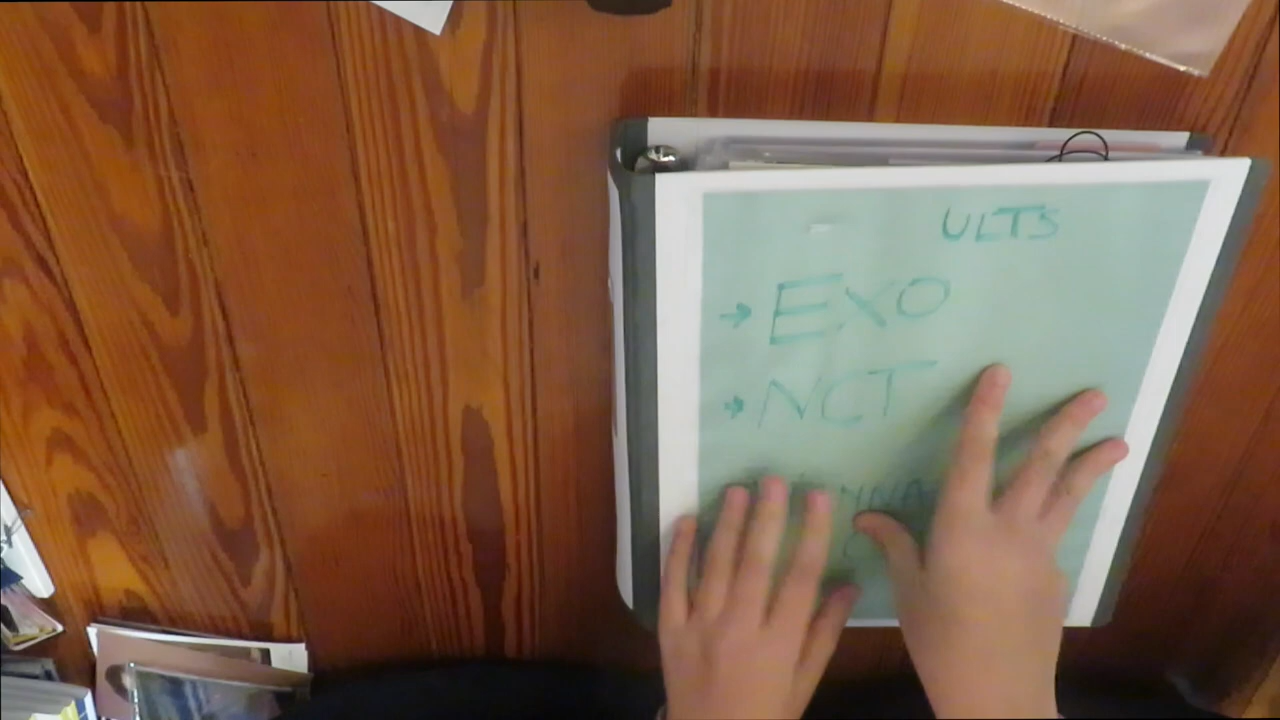 ULTS
→ EXO
→ NCT